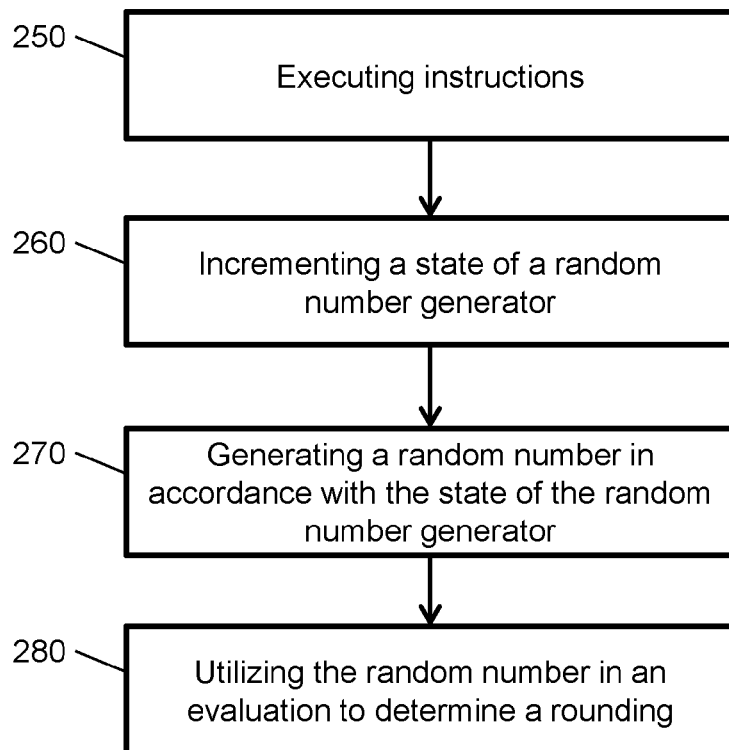 250
Executing instructions
260
Incrementing a state of a random
number generator
270
Generating a random number in
accordance with the state of the random
number generator
280
Utilizing the random number in an
evaluation to determine a rounding